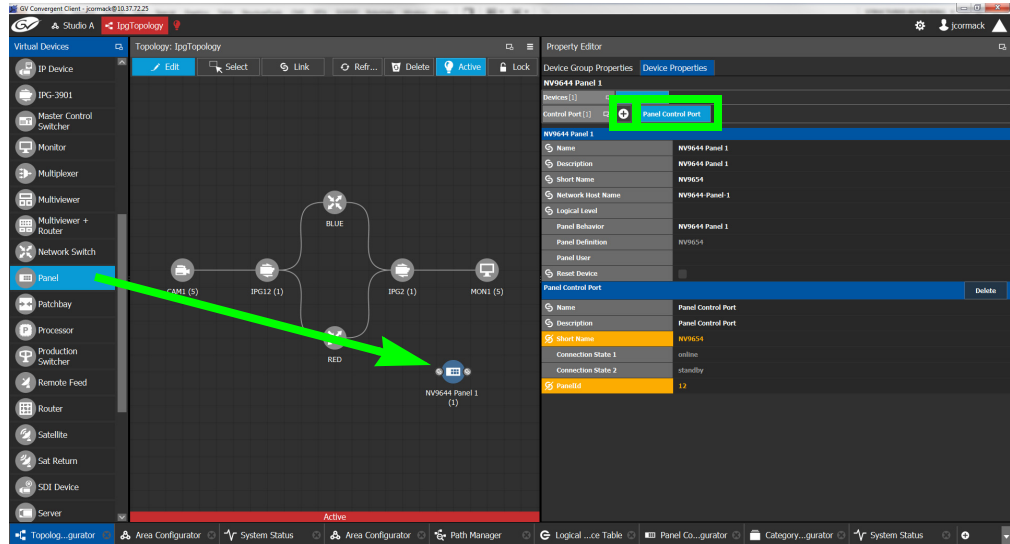 GV Convergent Client - jcormack@10.37.72.25
GV Studio A IpgTopology jcormack
Virtual Devices
IP Device
IPG-3901
Master Control
Switcher
Monitor
Multiplexer
Multiviewer
Multiviewer +
Router
Network Switch
Panel
Patchbay
Processor
Production
Switcher
Remote Feed
Router
Satellite
Sat Return
SDI Device
Server
Topology: IpgTopology
Edit Select Link Refr... Delete Active Lock
BLUE
CAM1 (5) IPG12 (1) IPG2 (1) MON1 (5)
RED
NV9644 Panel 1
(1)
Active
Property Editor
Device Group Properties Device Properties
NV9644 Panel 1
Devices [1]
Control Port [1] Panel Control Port
NV9644 Panel 1
Name NV9644 Panel 1
Description NV9644 Panel 1
Short Name NV9654
Network Host Name NV9644-Panel-1
Logical Level
Panel Behavior NV9644 Panel 1
Panel Definition NV9654
Panel User
Reset Device
Panel Control Port Delete
Name Panel Control Port
Description Panel Control Port
Short Name NV9654
Connection State 1 online
Connection State 2 standby
PanelId 12
Topolog...gurator Area Configurator System Status Area Configurator Path Manager Logical ...ce Table Panel Co...gurator Category...gurator System Status